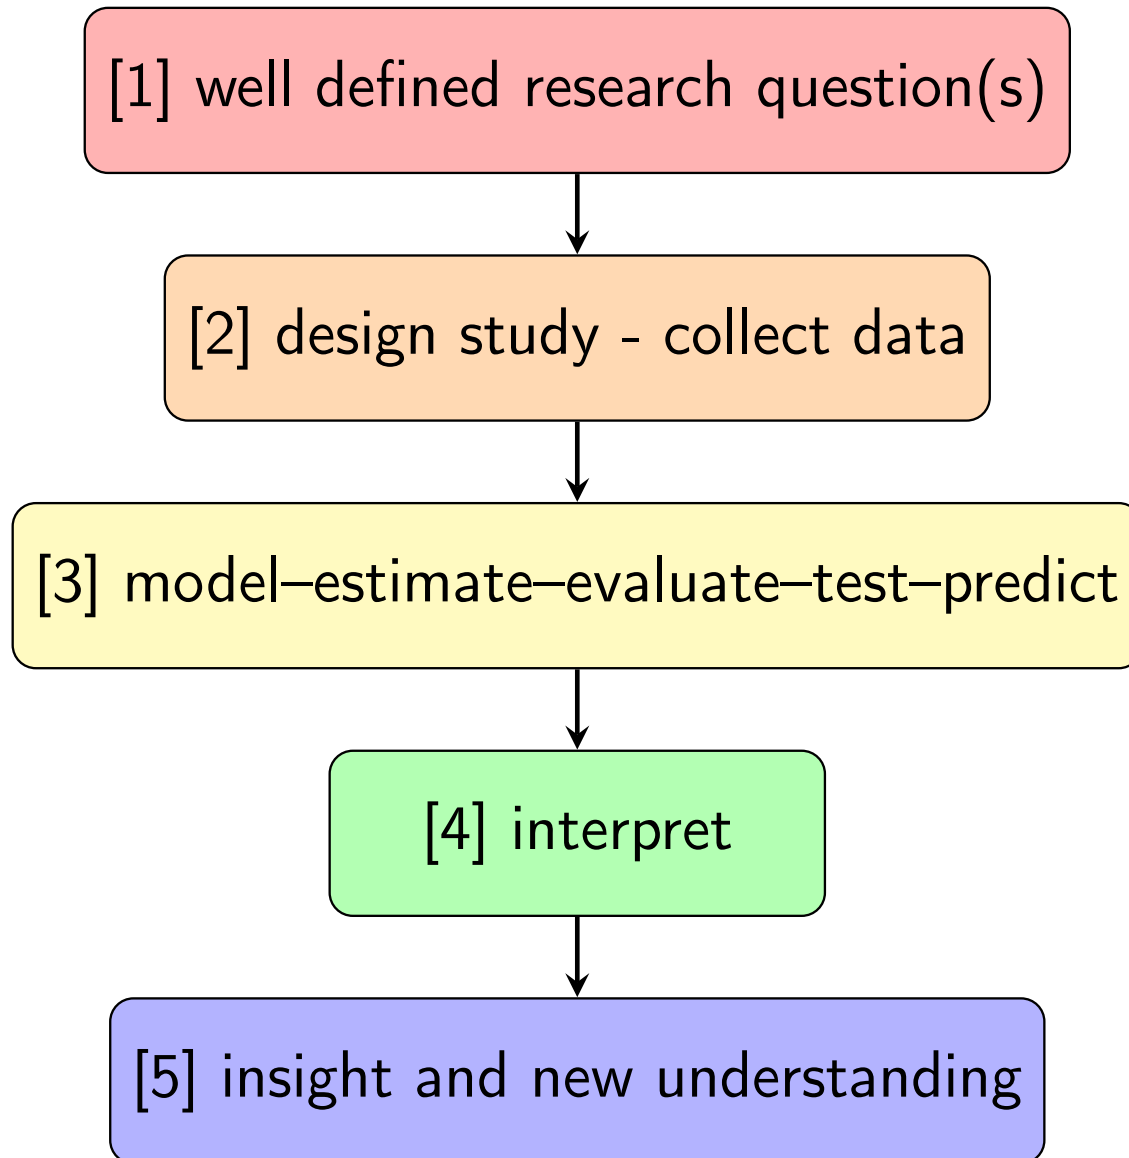 [1] well defined research question(s)
[2] design study - collect data
[3] model–estimate–evaluate–test–predict
[4] interpret
[5] insight and new understanding